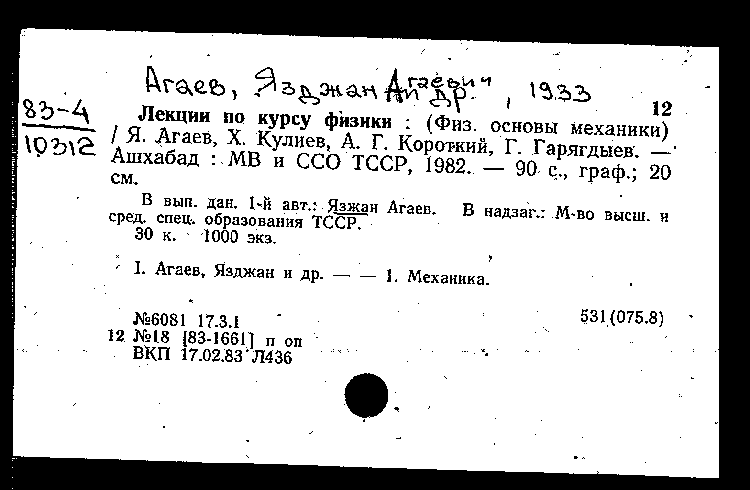 Агаев, Язджан Агаевич
и др. , 1933
83-4
10312
12
Лекции по курсу физики : (Физ. основы механики)
/ Я. Агаев, Х. Кулиев, А. Г. Короткий, Г. Гарягдыев. —
Ашхабад : МВ и ССО ТССР, 1982. — 90 с., граф.; 20
см.
В вып. дан. 1-й авт.: Язжан Агаев. В надзаг.: М-во высш. и
сред. спец. образования ТССР.
30 к. 1000 экз.
I. Агаев, Язджан и др. — — 1. Механика.
№6081 17.3.1 531(075.8)
12 №18 [83-1661] п оп
ВКП 17.02.83 Л436